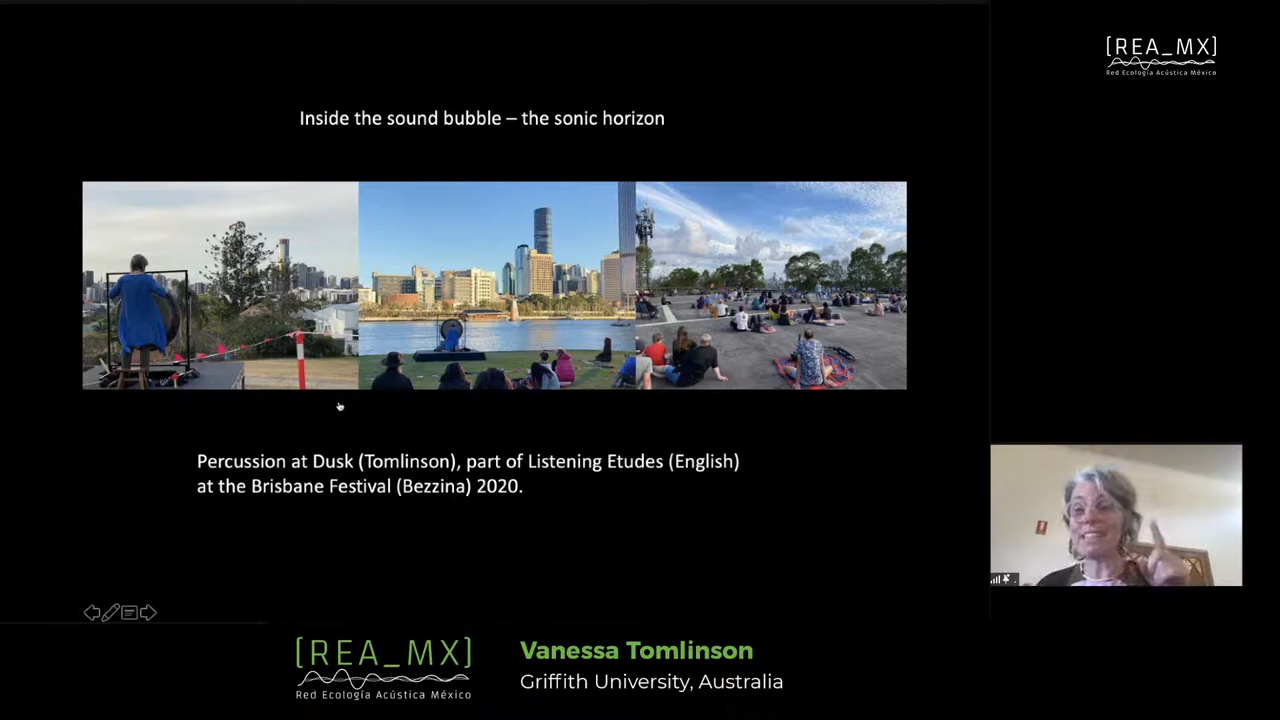 [REA_MX]
Red Ecología Acústica México
Inside the sound bubble – the sonic horizon
Percussion at Dusk (Tomlinson), part of Listening Etudes (English)
at the Brisbane Festival (Bezzina) 2020.
[REA_MX]
Red Ecología Acústica México
Vanessa Tomlinson
Griffith University, Australia